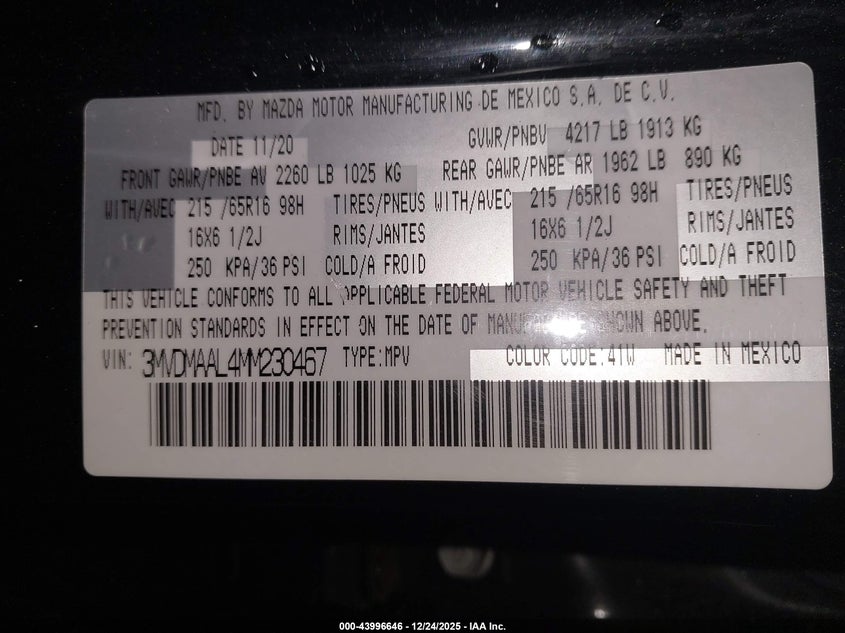 MFD. BY MAZDA MOTOR MANUFACTURING DE MEXICO S.A. DE C.V.
DATE 11/20 GVWR/PNBV 4217 LB 1913 KG
FRONT GAWR/PNBE AV 2260 LB 1025 KG REAR GAWR/PNBE AR 1962 LB 890 KG
WITH/AVEC 215 /65R16 98H TIRES/PNEUS WITH/AVEC 215 /65R16 98H TIRES/PNEUS
16X6 1/2J RIMS/JANTES 16X6 1/2J RIMS/JANTES
250 KPA/36 PSI COLD/A FROID 250 KPA/36 PSI COLD/A FROID
THIS VEHICLE CONFORMS TO ALL APPLICABLE FEDERAL MOTOR VEHICLE SAFETY AND THEFT
PREVENTION STANDARDS IN EFFECT ON THE DATE OF MANUFACTURE SHOWN ABOVE.
VIN: 3MVDMAAL4MM230467 TYPE:MPV COLOR CODE:41W MADE IN MEXICO
000-43996646 - 12/24/2025 - IAA Inc.